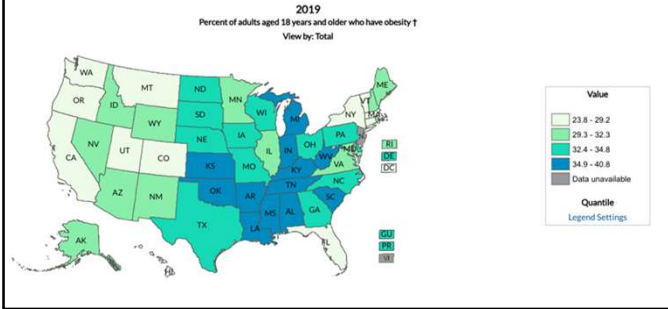 2019
Percent of adults aged 18 years and older who have obesity †
View by: Total
WA
MT
ND
MN
ME
VT
OR
ID
SD
WI
MI
NY
WY
NV
NE
IA
PA
IL
IN
OH
CA
UT
CO
KS
MO
KY
WV
VA
MD
AZ
NM
OK
AR
TN
NC
SC
TX
LA
MS
AL
GA
FL
AK
HI
RI
DE
DC
GU
PR
VI
Value
23.8 - 29.2
29.3 - 32.3
32.4 - 34.8
34.9 - 40.8
Data unavailable
Quantile
Legend Settings